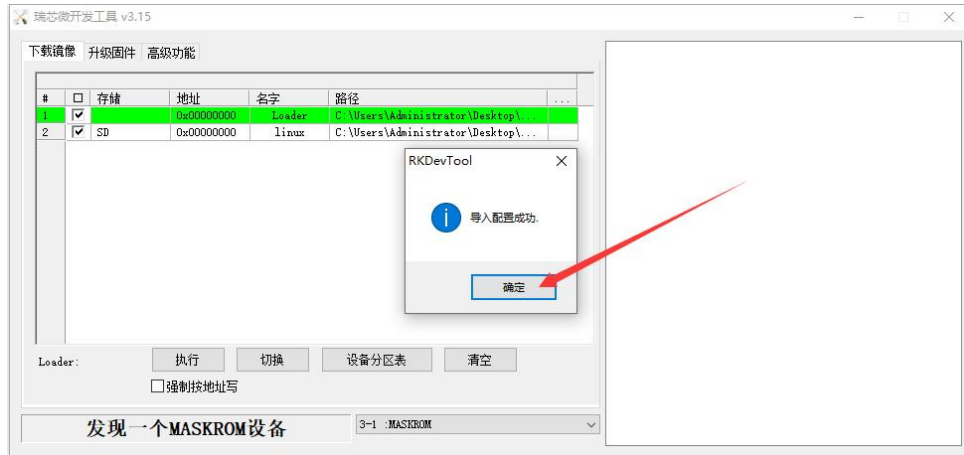 瑞芯微开发工具 v3.15
下载镜像 升级固件 高级功能
# 存储 地址 名字 路径 ...
1 0x00000000 Loader C:\Users\Administrator\Desktop\...
2 SD 0x00000000 linux C:\Users\Administrator\Desktop\...
RKDevTool
导入配置成功.
确定
Loader: 执行 切换 设备分区表 清空
强制按地址写
发现一个MASKROM设备 3-1 :MASKROM